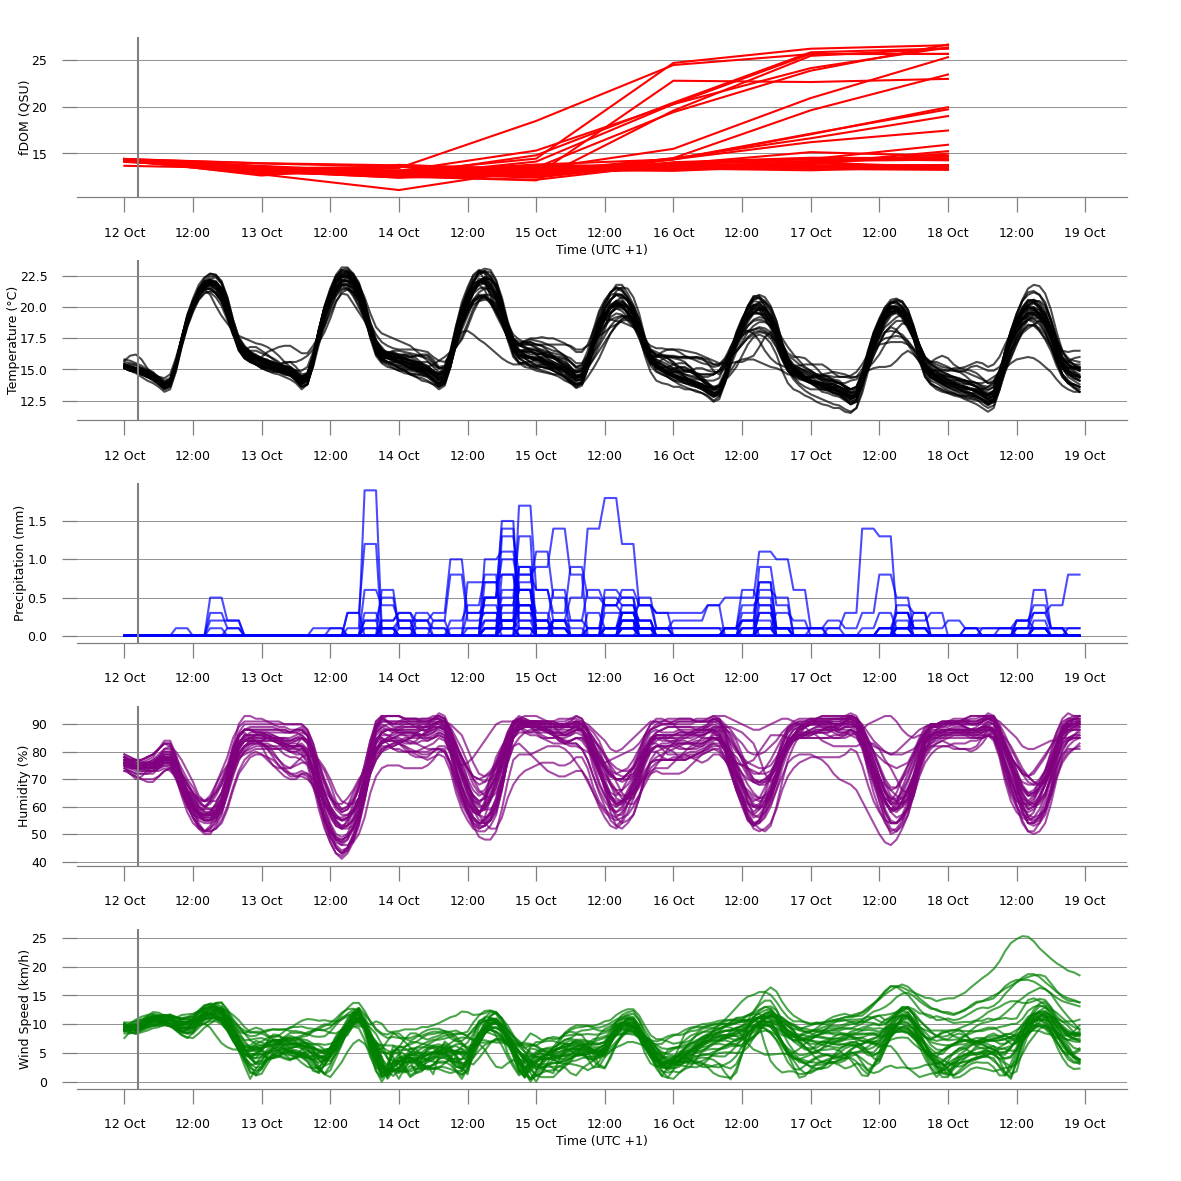 fDOM (QSU)
25
20
15
12 Oct 12:00 13 Oct 12:00 14 Oct 12:00 15 Oct 12:00 16 Oct 12:00 17 Oct 12:00 18 Oct 12:00 19 Oct
Time (UTC +1)
Temperature (°C)
22.5
20.0
17.5
15.0
12.5
12 Oct 12:00 13 Oct 12:00 14 Oct 12:00 15 Oct 12:00 16 Oct 12:00 17 Oct 12:00 18 Oct 12:00 19 Oct
Precipitation (mm)
1.5
1.0
0.5
0.0
12 Oct 12:00 13 Oct 12:00 14 Oct 12:00 15 Oct 12:00 16 Oct 12:00 17 Oct 12:00 18 Oct 12:00 19 Oct
Humidity (%)
90
80
70
60
50
40
12 Oct 12:00 13 Oct 12:00 14 Oct 12:00 15 Oct 12:00 16 Oct 12:00 17 Oct 12:00 18 Oct 12:00 19 Oct
Wind Speed (km/h)
25
20
15
10
5
0
12 Oct 12:00 13 Oct 12:00 14 Oct 12:00 15 Oct 12:00 16 Oct 12:00 17 Oct 12:00 18 Oct 12:00 19 Oct
Time (UTC +1)